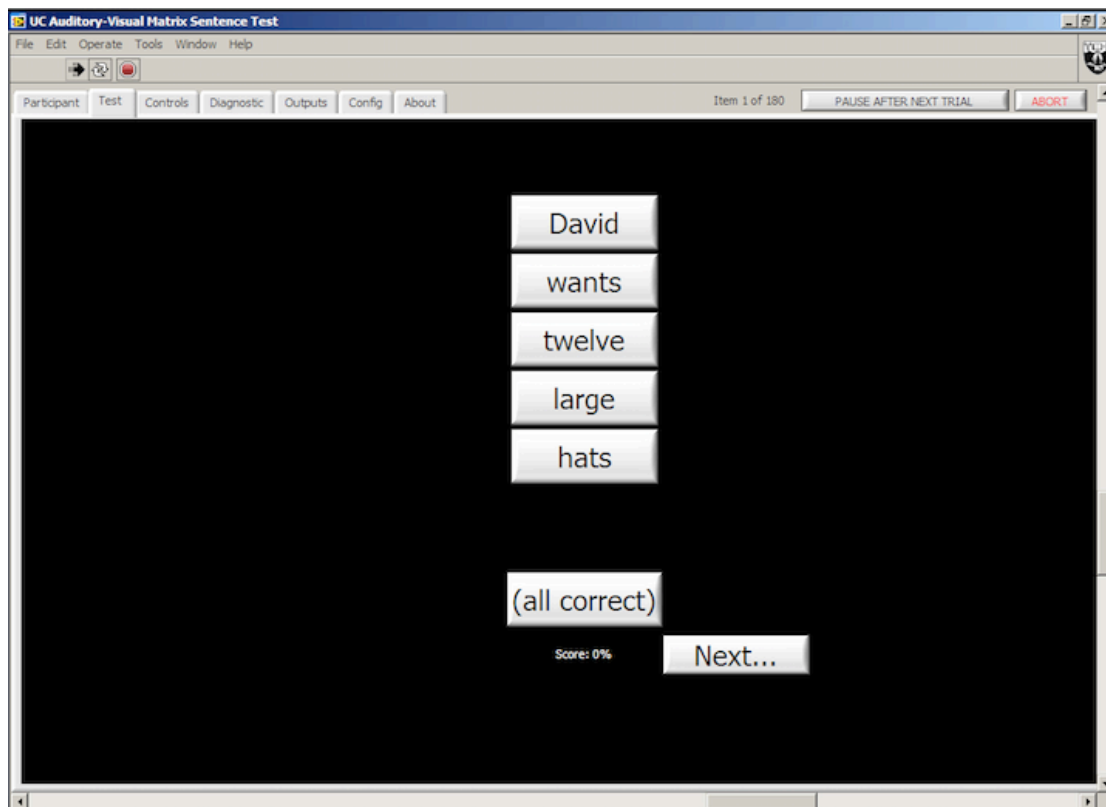 UC Auditory-Visual Matrix Sentence Test
File Edit Operate Tools Window Help
Participant Test Controls Diagnostic Outputs Config About Item 1 of 180 PAUSE AFTER NEXT TRIAL ABORT
David
wants
twelve
large
hats
(all correct)
Score: 0% Next...